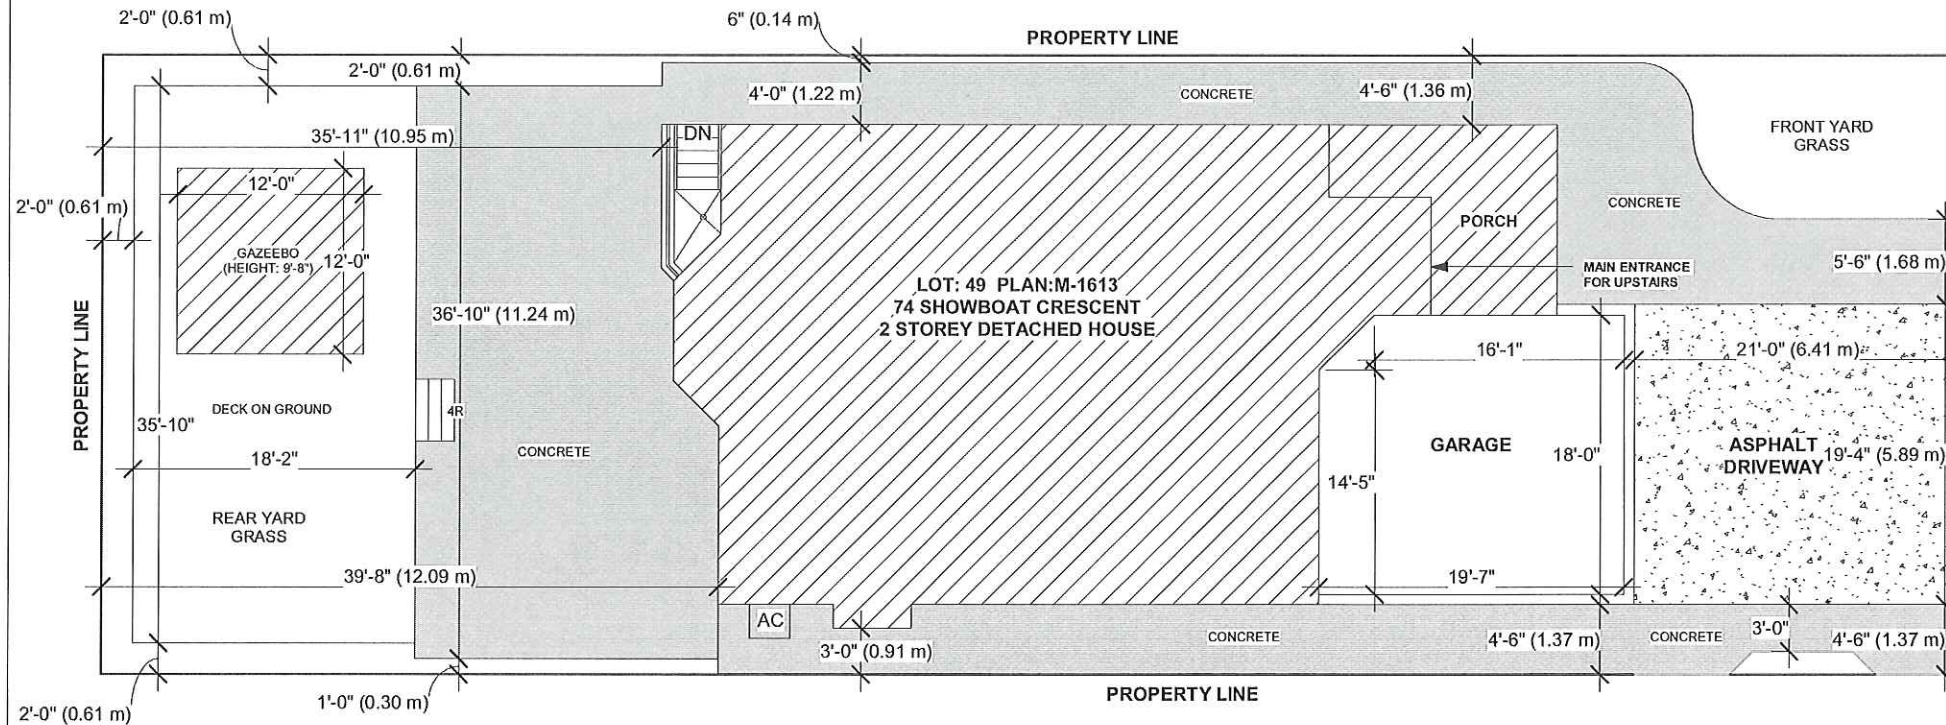 2'-0" (0.61 m)
6" (0.14 m)
PROPERTY LINE
2'-0" (0.61 m)
4'-0" (1.22 m)
CONCRETE
4'-6" (1.36 m)
FRONT YARD
GRASS
35'-11" (10.95 m)
DN
12'-0"
2'-0" (0.61 m)
CONCRETE
PORCH
GAZEEBO
(HEIGHT: 9'-8")
12'-0"
MAIN ENTRANCE
FOR UPSTAIRS
5'-6" (1.68 m)
LOT: 49 PLAN:M-1613
74 SHOWBOAT CRESCENT
2 STOREY DETACHED HOUSE
36'-10" (11.24 m)
PROPERTY LINE
16'-1"
21'-0" (6.41 m)
DECK ON GROUND
4R
35'-10"
CONCRETE
GARAGE
18'-0"
ASPHALT
DRIVEWAY
19'-4" (5.89 m)
18'-2"
14'-5"
REAR YARD
GRASS
39'-8" (12.09 m)
19'-7"
AC
3'-0" (0.91 m)
CONCRETE
4'-6" (1.37 m)
CONCRETE
3'-0"
4'-6" (1.37 m)
2'-0" (0.61 m)
1'-0" (0.30 m)
PROPERTY LINE